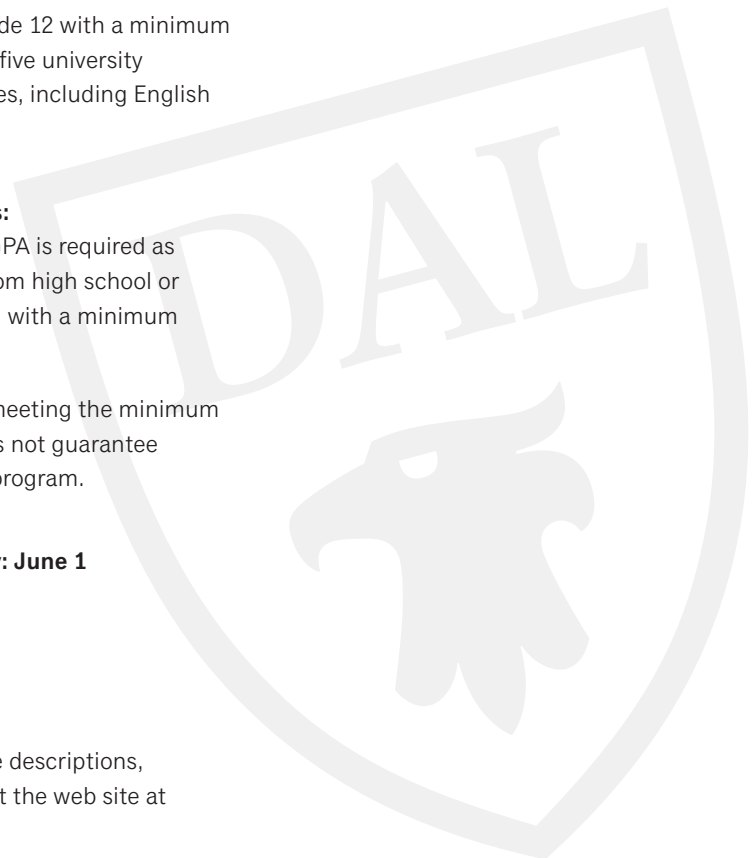 de 12 with a minimum
five university
es, including English
s:
PA is required as
om high school or
with a minimum
meeting the minimum
s not guarantee
program.
: June 1
e descriptions,
t the web site at
DAL